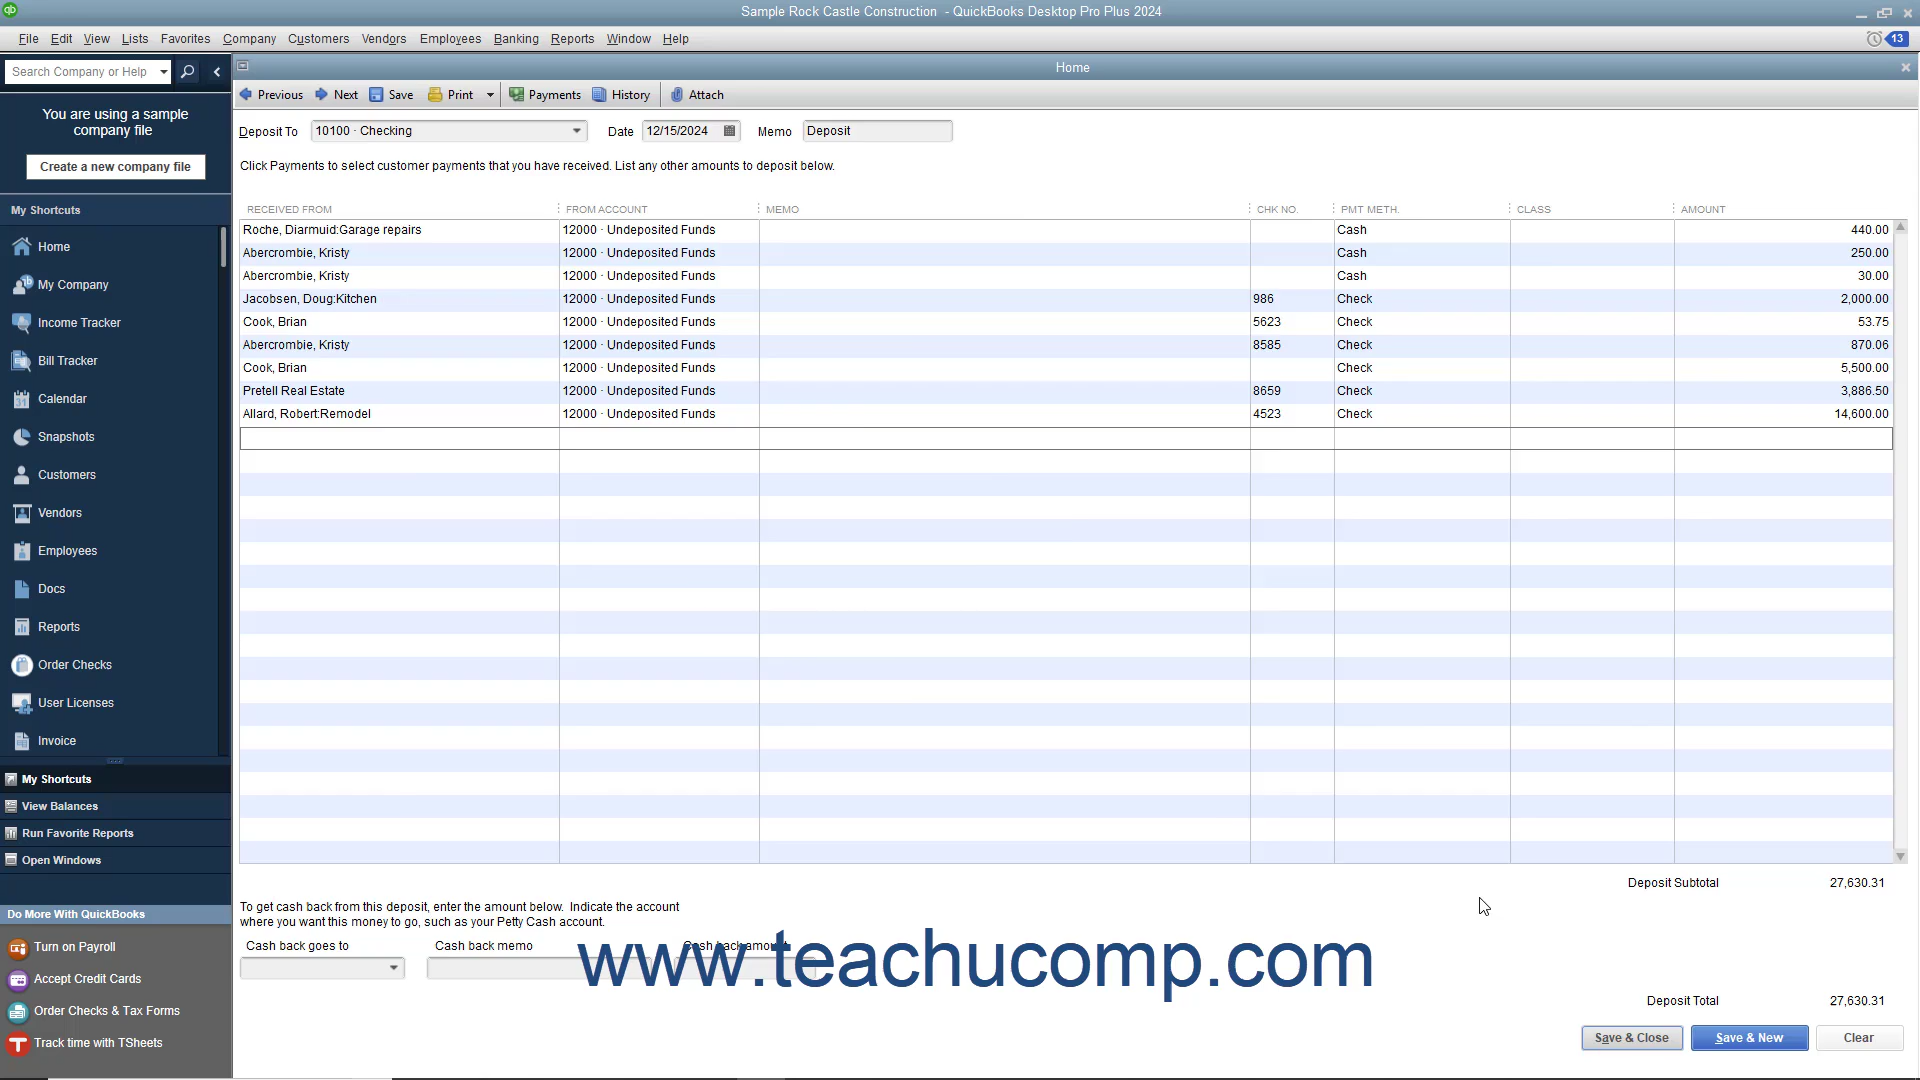 Sample Rock Castle Construction - QuickBooks Desktop Pro Plus 2024
File Edit View Lists Favorites Company Customers Vendors Employees Banking Reports Window Help
13
Search Company or Help
Home
Previous Next Save Print Payments History Attach
You are using a sample
company file
Create a new company file
Deposit To 10100 · Checking Date 12/15/2024 Memo Deposit
Click Payments to select customer payments that you have received. List any other amounts to deposit below.
RECEIVED FROM FROM ACCOUNT MEMO CHK NO. PMT METH. CLASS AMOUNT
Roche, Diarmuid:Garage repairs 12000 · Undeposited Funds Cash 440.00
Abercrombie, Kristy 12000 · Undeposited Funds Cash 250.00
Abercrombie, Kristy 12000 · Undeposited Funds Cash 30.00
Jacobsen, Doug:Kitchen 12000 · Undeposited Funds 986 Check 2,000.00
Cook, Brian 12000 · Undeposited Funds 5623 Check 53.75
Abercrombie, Kristy 12000 · Undeposited Funds 8585 Check 870.06
Cook, Brian 12000 · Undeposited Funds Check 5,500.00
Pretell Real Estate 12000 · Undeposited Funds 8659 Check 3,886.50
Allard, Robert:Remodel 12000 · Undeposited Funds 4523 Check 14,600.00
My Shortcuts
Home
My Company
Income Tracker
Bill Tracker
31 Calendar
Snapshots
Customers
Vendors
Employees
Docs
Reports
Order Checks
User Licenses
Invoice
My Shortcuts
View Balances
Run Favorite Reports
Open Windows
Do More With QuickBooks
Turn on Payroll
Accept Credit Cards
Order Checks & Tax Forms
Track time with TSheets
Deposit Subtotal 27,630.31
To get cash back from this deposit, enter the amount below. Indicate the account
where you want this money to go, such as your Petty Cash account.
Cash back goes to Cash back memo Cash back amount
www.teachucomp.com
Deposit Total 27,630.31
Save & Close Save & New Clear